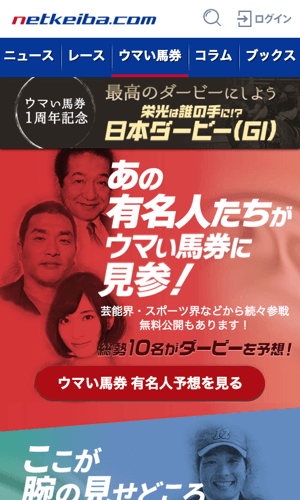 netkeiba.com
ログイン
ニュース レース ウマい馬券 コラム ブックス
ウマい馬券
1周年記念
最高のダービーにしよう
栄光は誰の手に!?
日本ダービー(GI)
あの
有名人たちが
ウマい馬券に
見参!
芸能界・スポーツ界などから続々参戦
無料公開もあります!
総勢10名がダービーを予想!
ウマい馬券 有名人予想を見る
ここが
腕の見せどころ